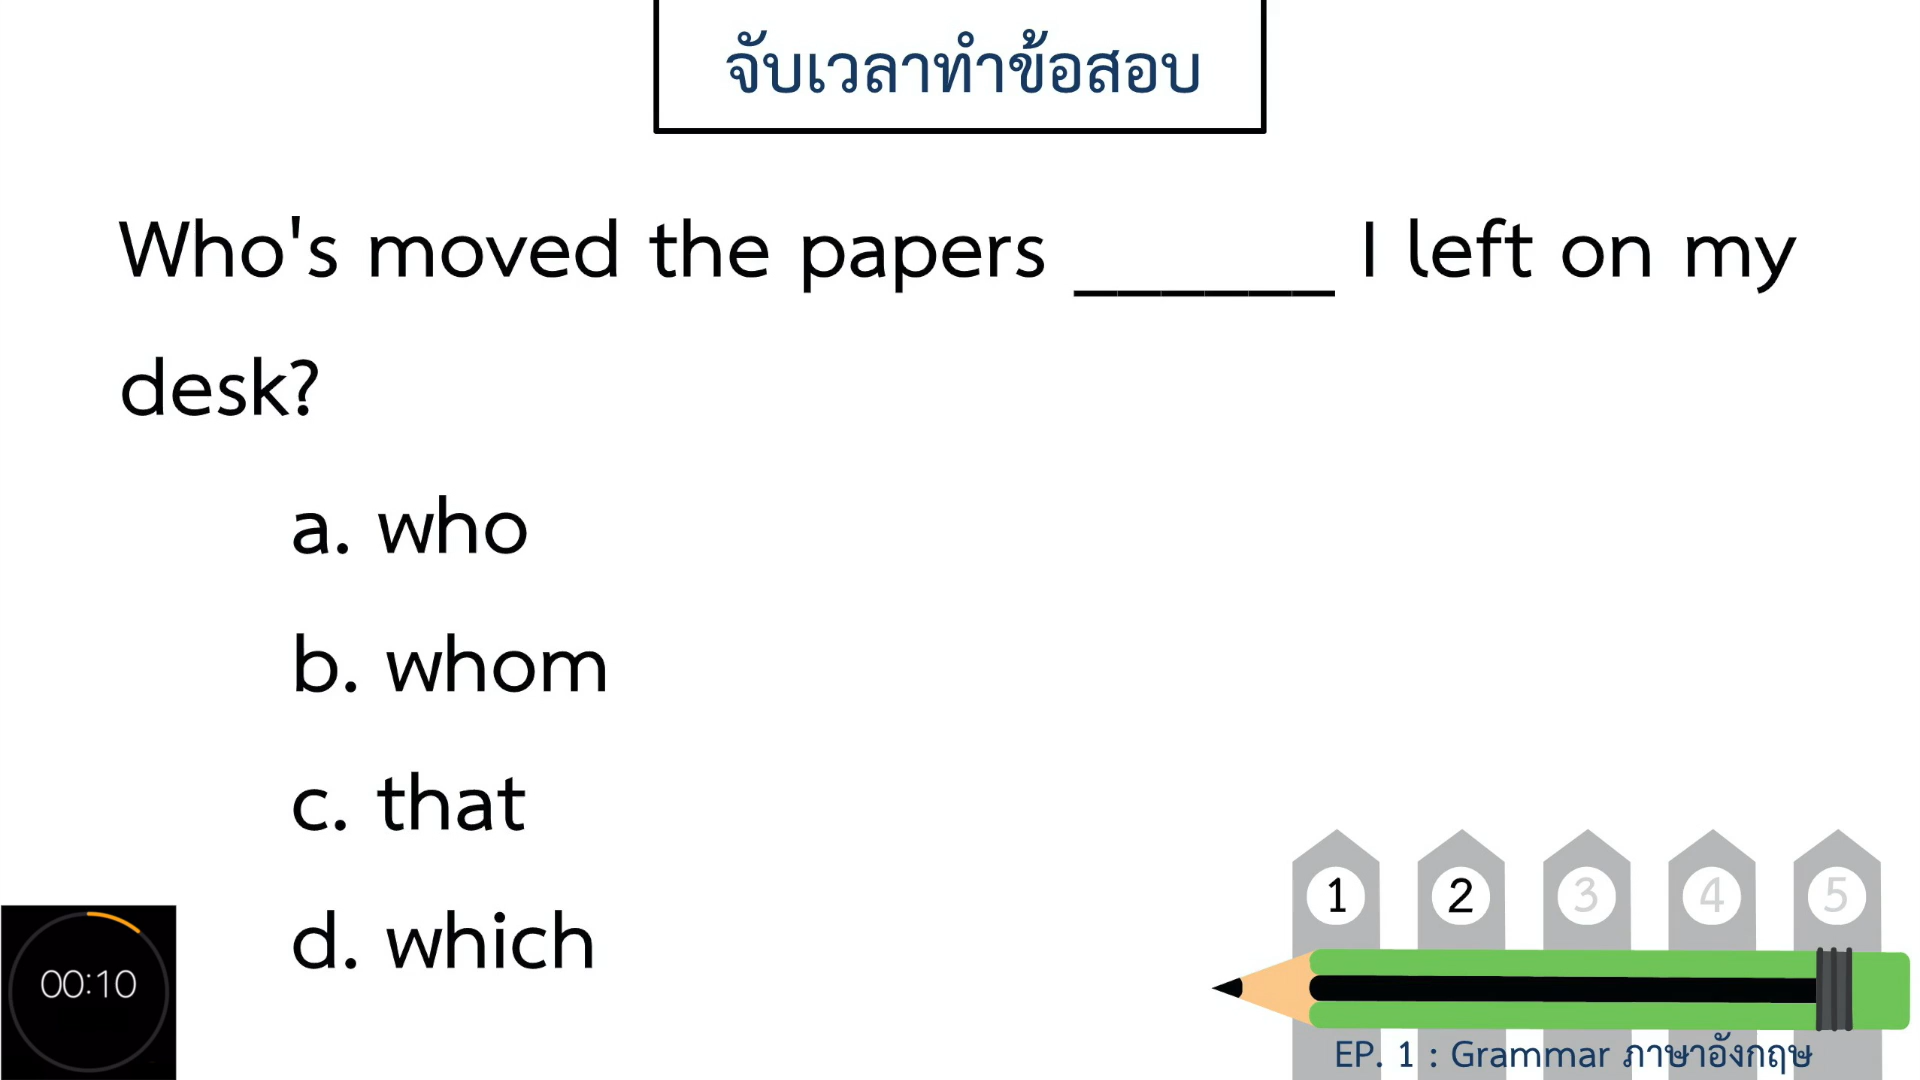 จับเวลาทำข้อสอบ
Who's moved the papers ______ I left on my
desk?
a. who
b. whom
c. that
d. which
1 2 3 4 5
00:10
EP. 1 : Grammar ภาษาอังกฤษ